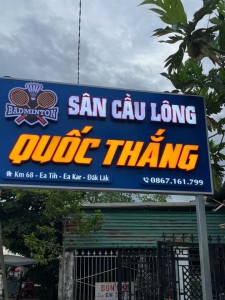 BADMINTON
SÂN CẦU LÔNG
QUỐC THẮNG
Km 68 - Ea Tih - Ea Kar - Đắk Lắk
0867.161.799